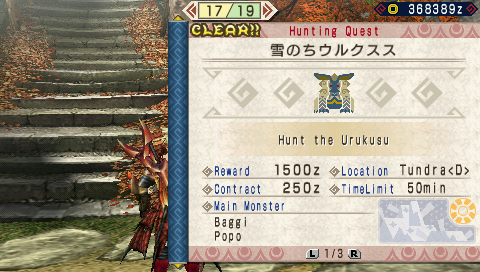 17/19
368389z
CLEAR!!
Hunting Quest
雪のちウルクスス
Hunt the Urukusu
Reward 1500z
Location Tundra<D>
Contract 250z
TimeLimit 50min
Main Monster
Baggi
Popo
L 1/3 R